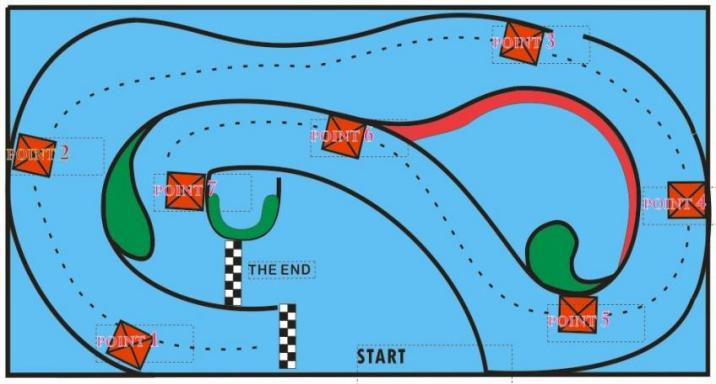 POINT 3
POINT 6
POINT 2
POINT 7
POINT 4
THE END
POINT 5
POINT 1
START